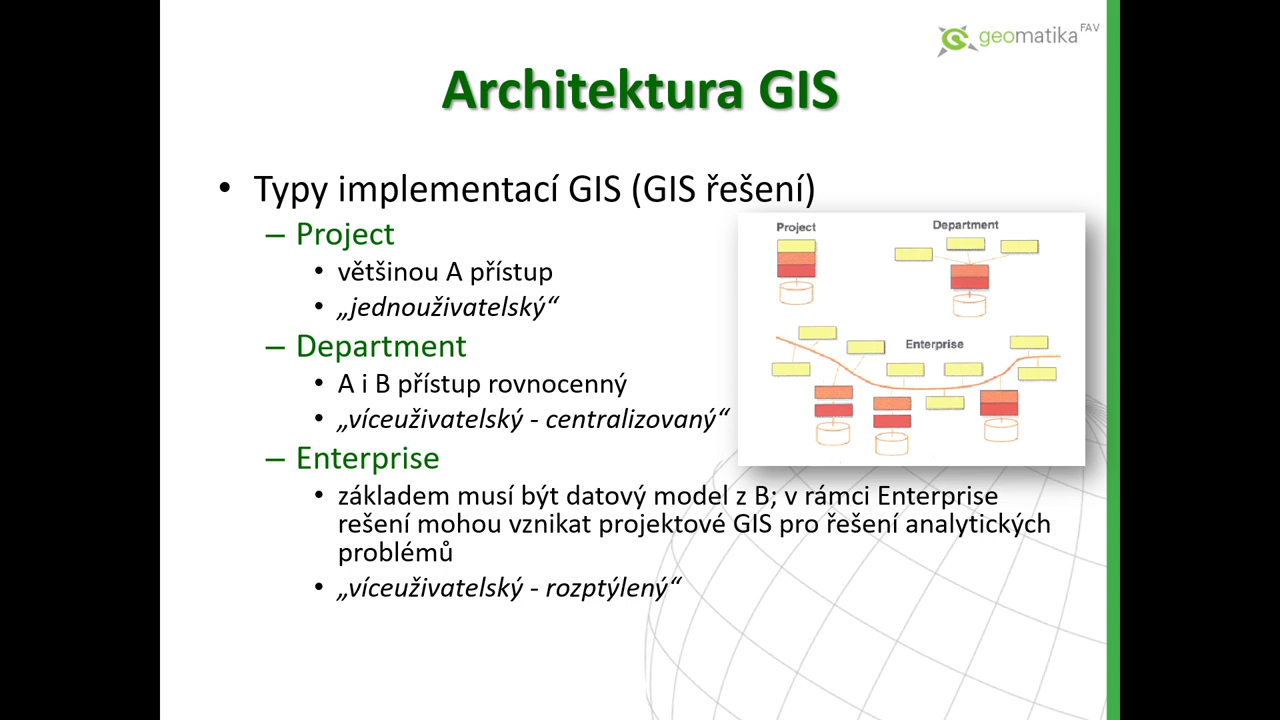 geomatika FAV
Architektura GIS
• Typy implementací GIS (GIS řešení)
– Project
• většinou A přístup
• „jednouživatelský“
– Department
• A i B přístup rovnocenný
• „víceuživatelský - centralizovaný“
– Enterprise
• základem musí být datový model z B; v rámci Enterprise
rešení mohou vznikat projektové GIS pro řešení analytických
problémů
• „víceuživatelský - rozptýlený“
Project
Department
Enterprise